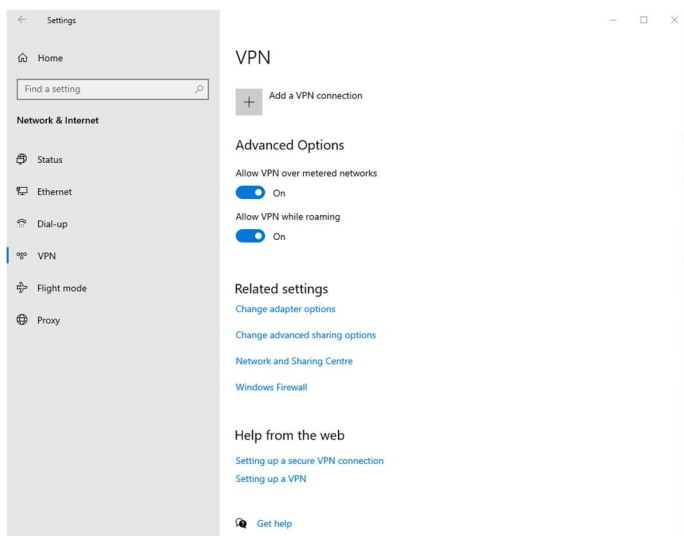 Settings
Home
Find a setting
Network & Internet
Status
Ethernet
Dial-up
VPN
Flight mode
Proxy
VPN
Add a VPN connection
Advanced Options
Allow VPN over metered networks
On
Allow VPN while roaming
On
Related settings
Change adapter options
Change advanced sharing options
Network and Sharing Centre
Windows Firewall
Help from the web
Setting up a secure VPN connection
Setting up a VPN
Get help